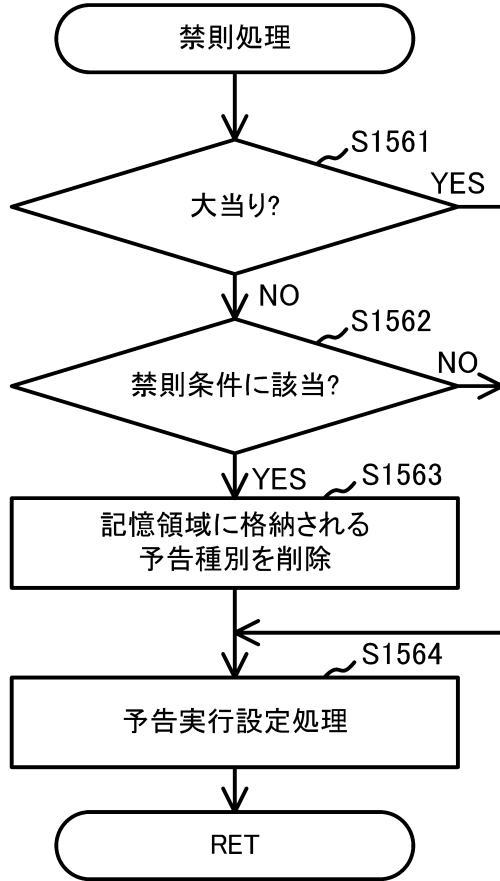 禁則処理
S1561
大当り?
YES
NO
S1562
禁則条件に該当?
NO
YES
S1563
記憶領域に格納される
予告種別を削除
S1564
予告実行設定処理
RET